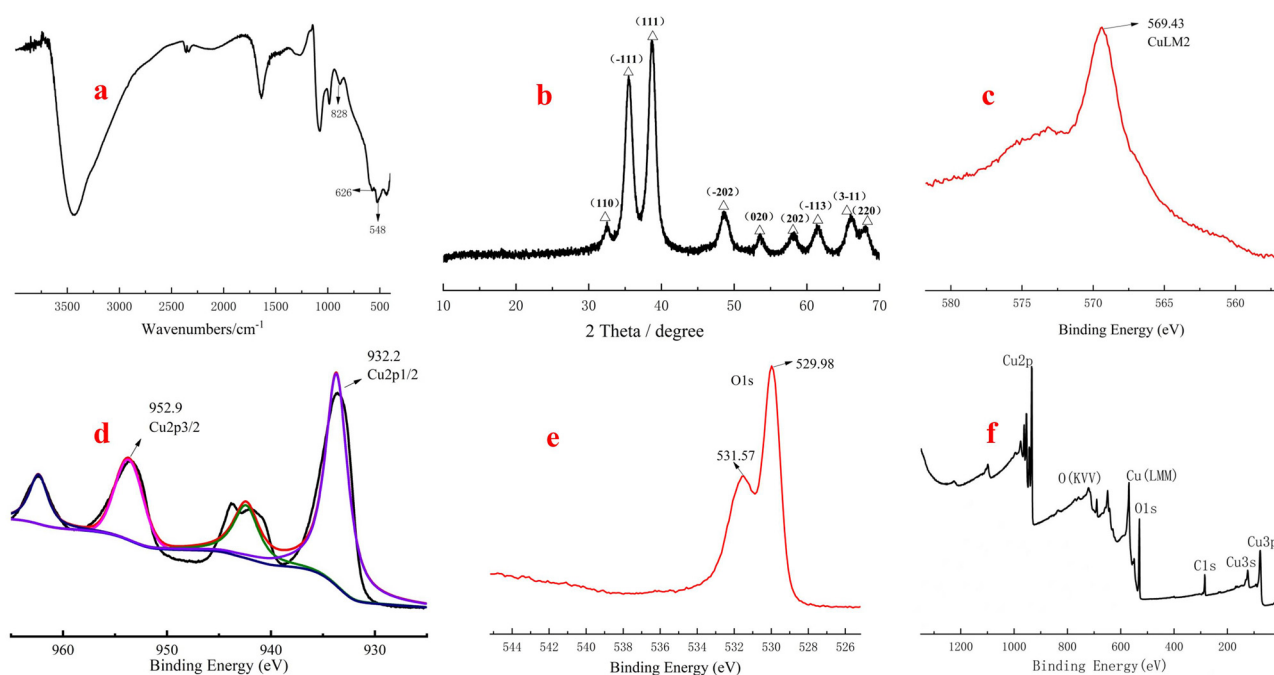 a
828
626
548
3500 3000 2500 2000 1500 1000 500
Wavenumbers/cm-1
b
(110)
(-111)
(111)
(-202)
(020)
(202)
(-113)
(3-11)
(220)
10 20 30 40 50 60 70
2 Theta / degree
c
569.43
CuLM2
580 575 570 565 560
Binding Energy (eV)
d
952.9
Cu2p3/2
932.2
Cu2p1/2
960 950 940 930
Binding Energy (eV)
e
O1s
529.98
531.57
544 542 540 538 536 534 532 530 528 526
Binding Energy (eV)
f
Cu2p
O(KVV)
Cu(LMM)
O1s
C1s
Cu3s
Cu3p
1200 1000 800 600 400 200
Binding Energy(eV)